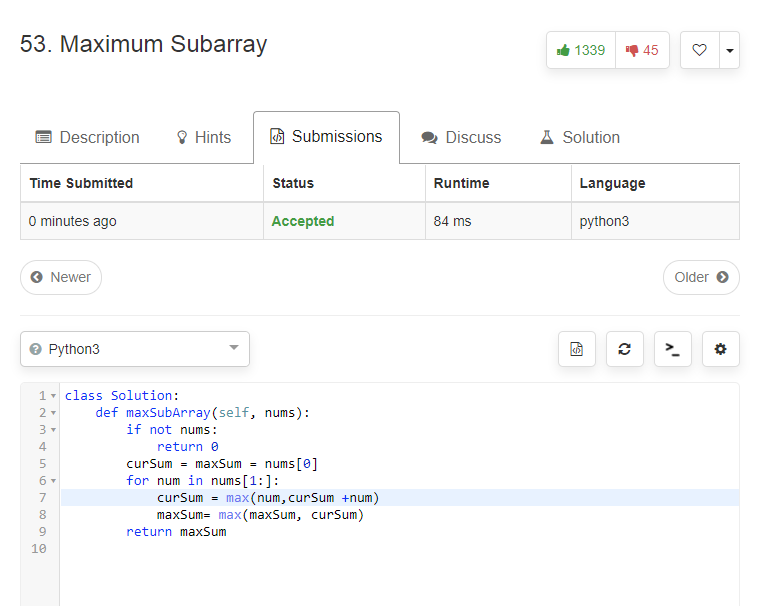 53. Maximum Subarray
1339
45
Description
Hints
Submissions
Discuss
Solution
Time Submitted Status Runtime Language
0 minutes ago Accepted 84 ms python3
Newer
Older
Python3
1 class Solution:
2     def maxSubArray(self, nums):
3         if not nums:
4             return 0
5         curSum = maxSum = nums[0]
6         for num in nums[1:]:
7             curSum = max(num,curSum +num)
8             maxSum= max(maxSum, curSum)
9         return maxSum
10